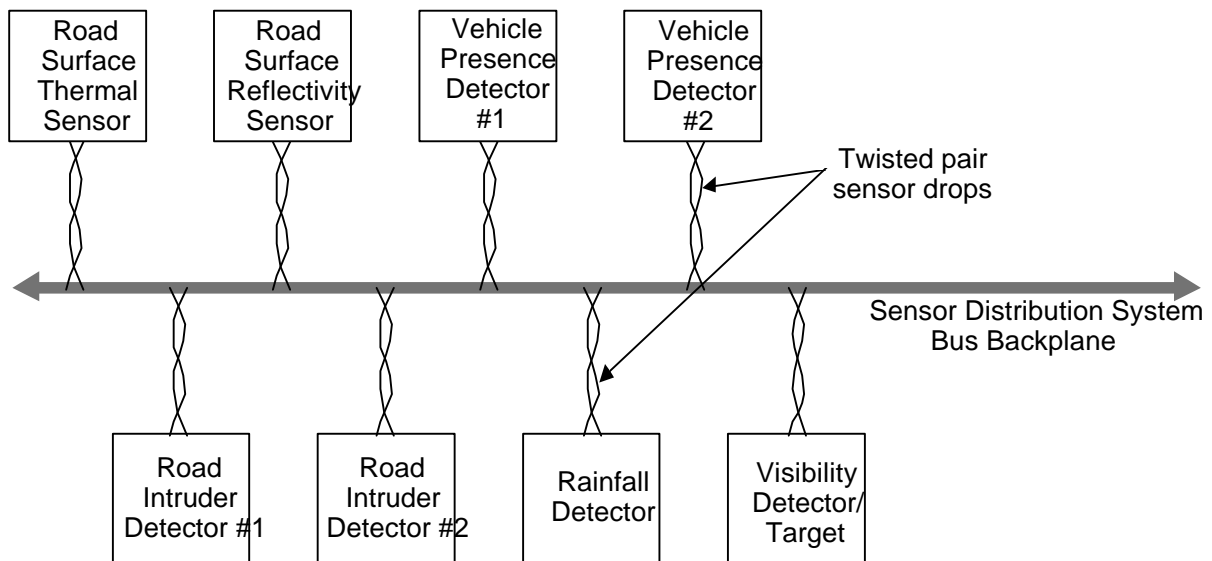 Road
Surface
Thermal
Sensor
Road
Surface
Reflectivity
Sensor
Vehicle
Presence
Detector
#1
Vehicle
Presence
Detector
#2
Twisted pair
sensor drops
Sensor Distribution System
Bus Backplane
Road
Intruder
Detector #1
Road
Intruder
Detector #2
Rainfall
Detector
Visibility
Detector/
Target